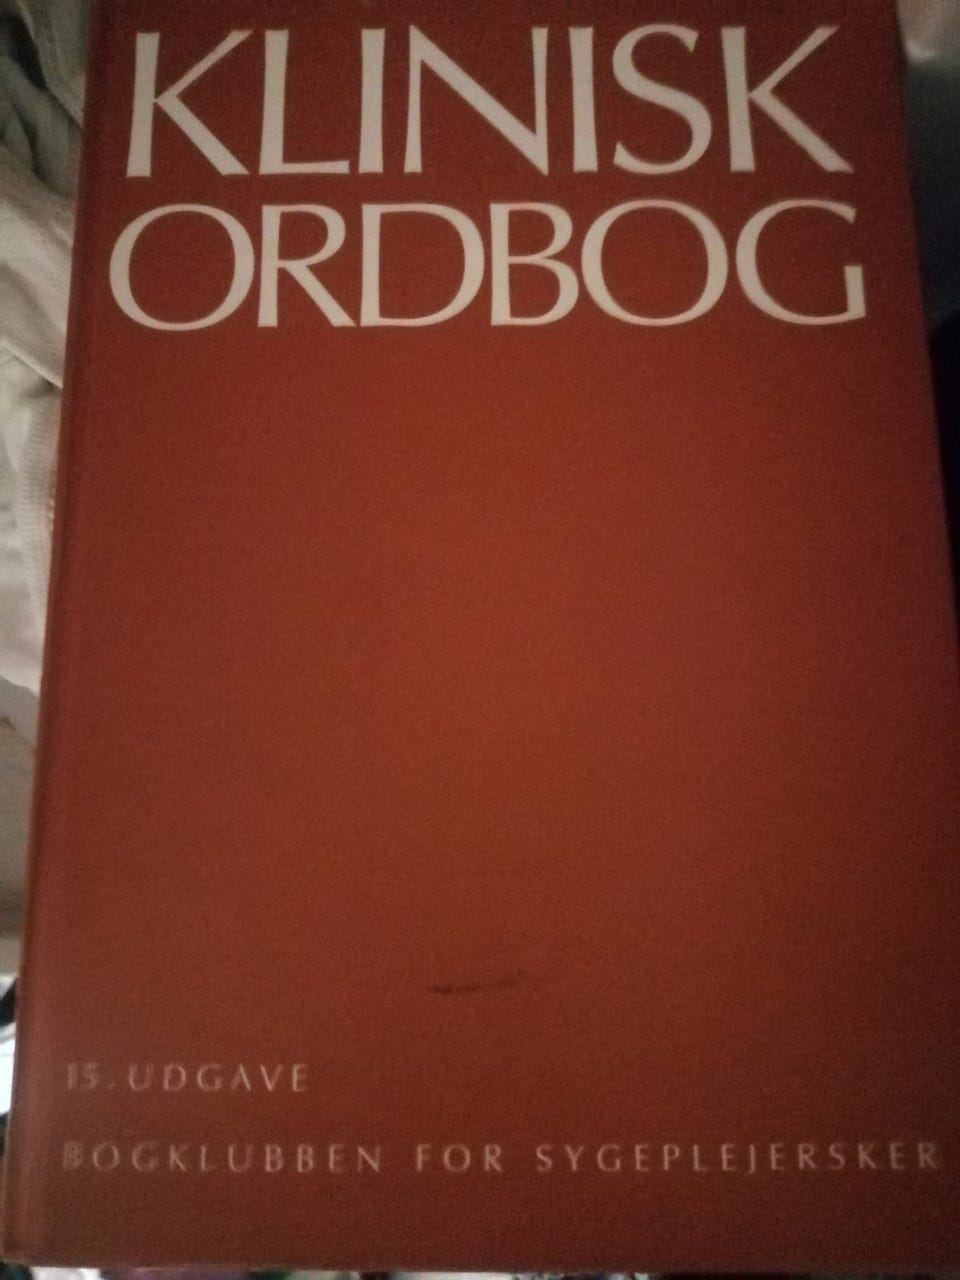 KLINISK
ORDBOG
15. UDGAVE
BOGKLUBBEN FOR SYGEPLEJERSKER